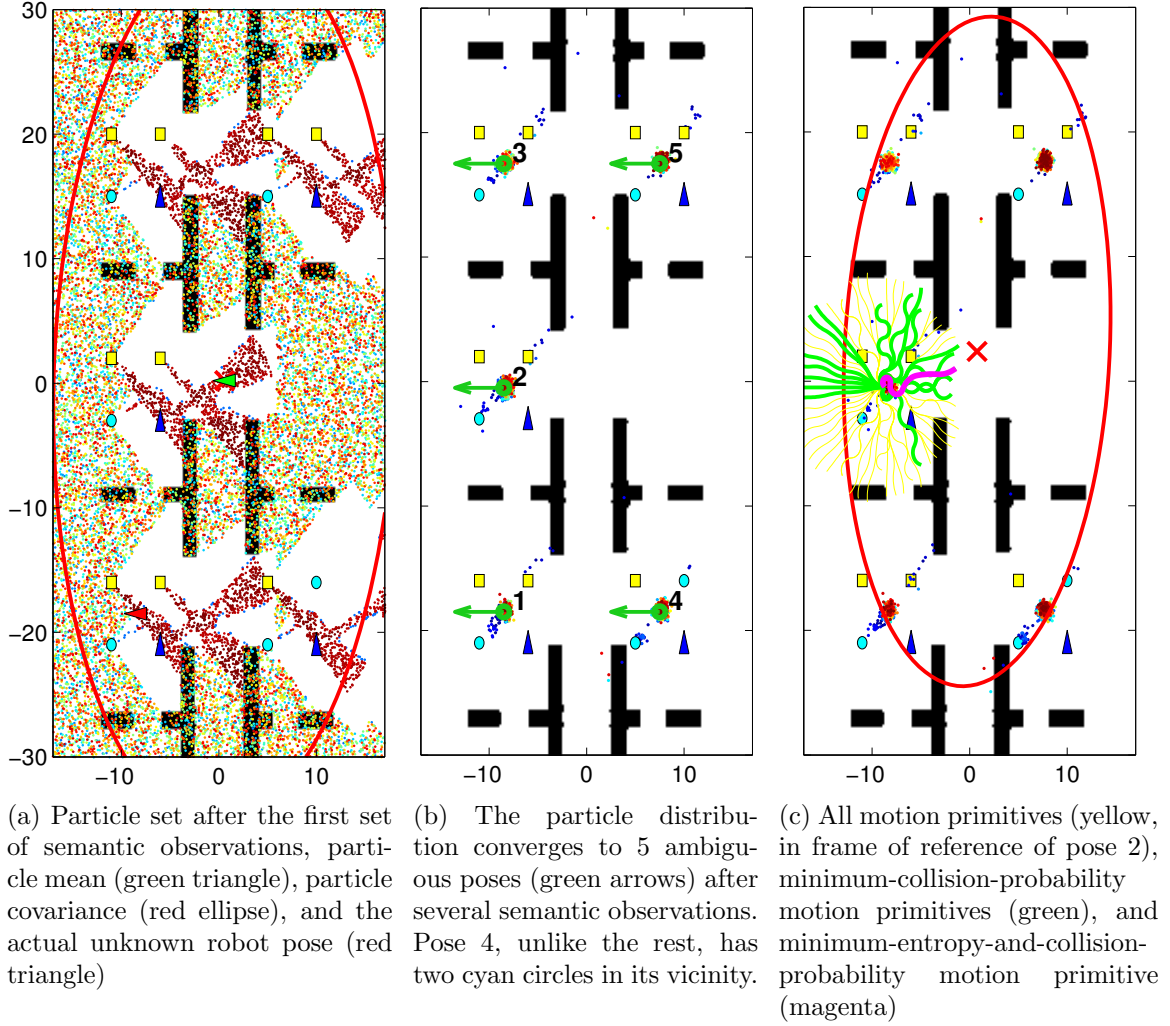 30
20
10
0
−10
−20
−30
−10
0
10
3
5
2
1
4
−10
0
10
−10
0
10
(a) Particle set after the first set
of semantic observations, parti-
cle mean (green triangle), particle
covariance (red ellipse), and the
actual unknown robot pose (red
triangle)
(b) The particle distribu-
tion converges to 5 ambigu-
ous poses (green arrows) after
several semantic observations.
Pose 4, unlike the rest, has
two cyan circles in its vicinity.
(c) All motion primitives (yellow,
in frame of reference of pose 2),
minimum-collision-probability
motion primitives (green), and
minimum-entropy-and-collision-
probability motion primitive
(magenta)